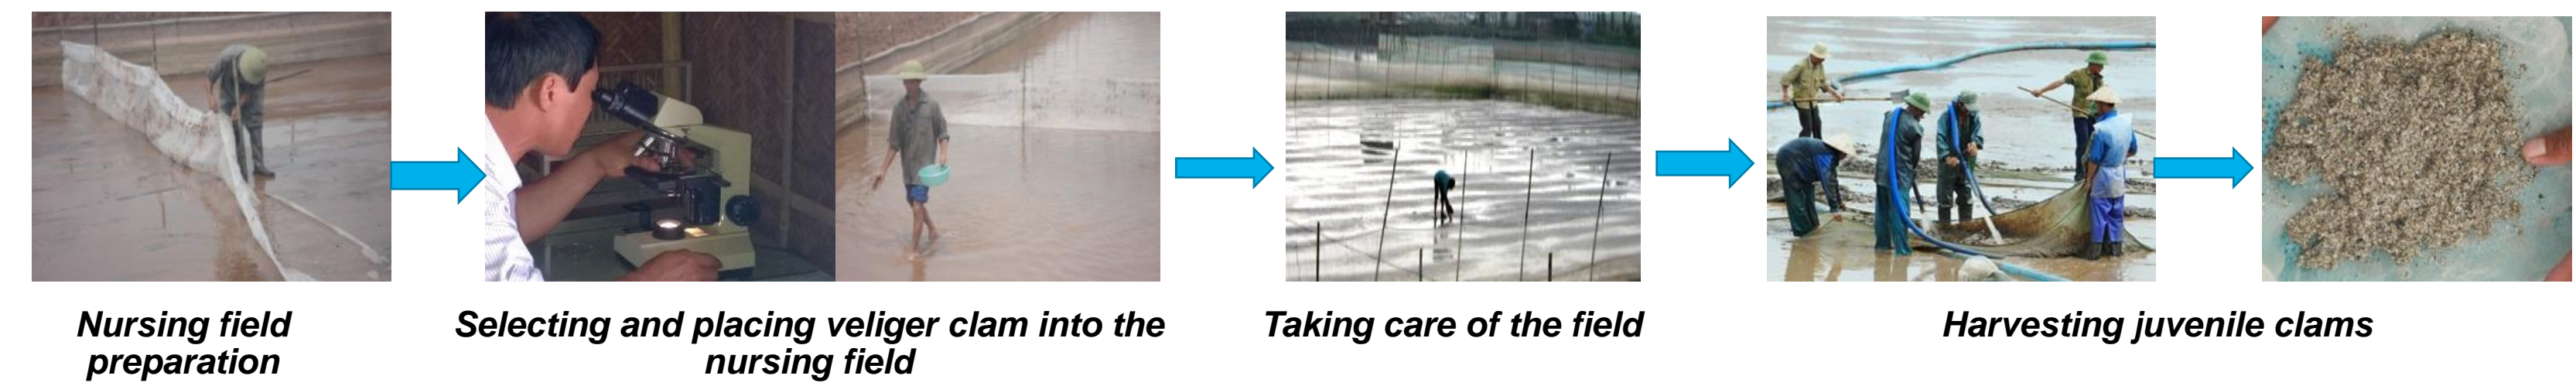 Nursing field
preparation
Selecting and placing veliger clam into the
nursing field
Taking care of the field
Harvesting juvenile clams